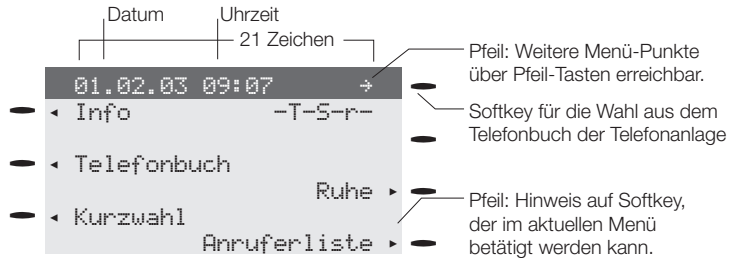 Datum Uhrzeit
21 Zeichen
01.02.03 09:07 →
◂ Info -T-S-r-
◂ Telefonbuch
Ruhe ▸
◂ Kurzwahl
Anruferliste ▸
Pfeil: Weitere Menü-Punkte
über Pfeil-Tasten erreichbar.
Softkey für die Wahl aus dem
Telefonbuch der Telefonanlage
Pfeil: Hinweis auf Softkey,
der im aktuellen Menü
betätigt werden kann.